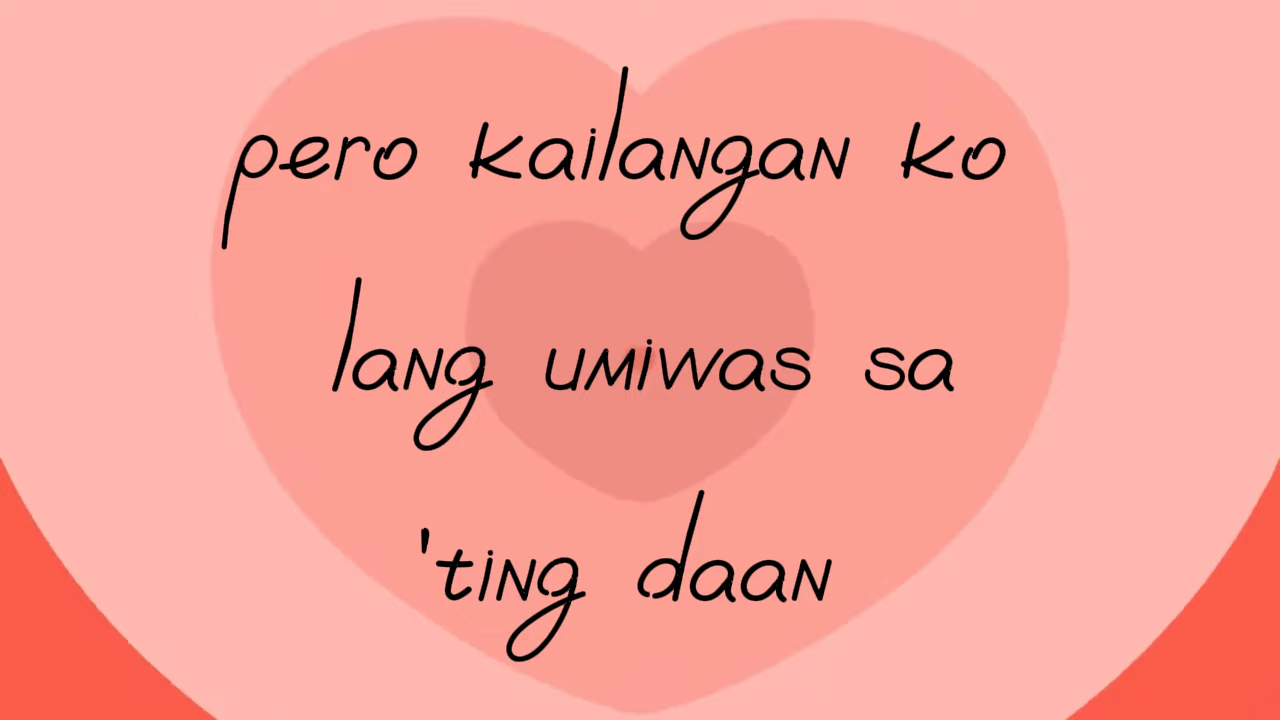 pero kailangan ko
lang umiwas sa
'ting daan